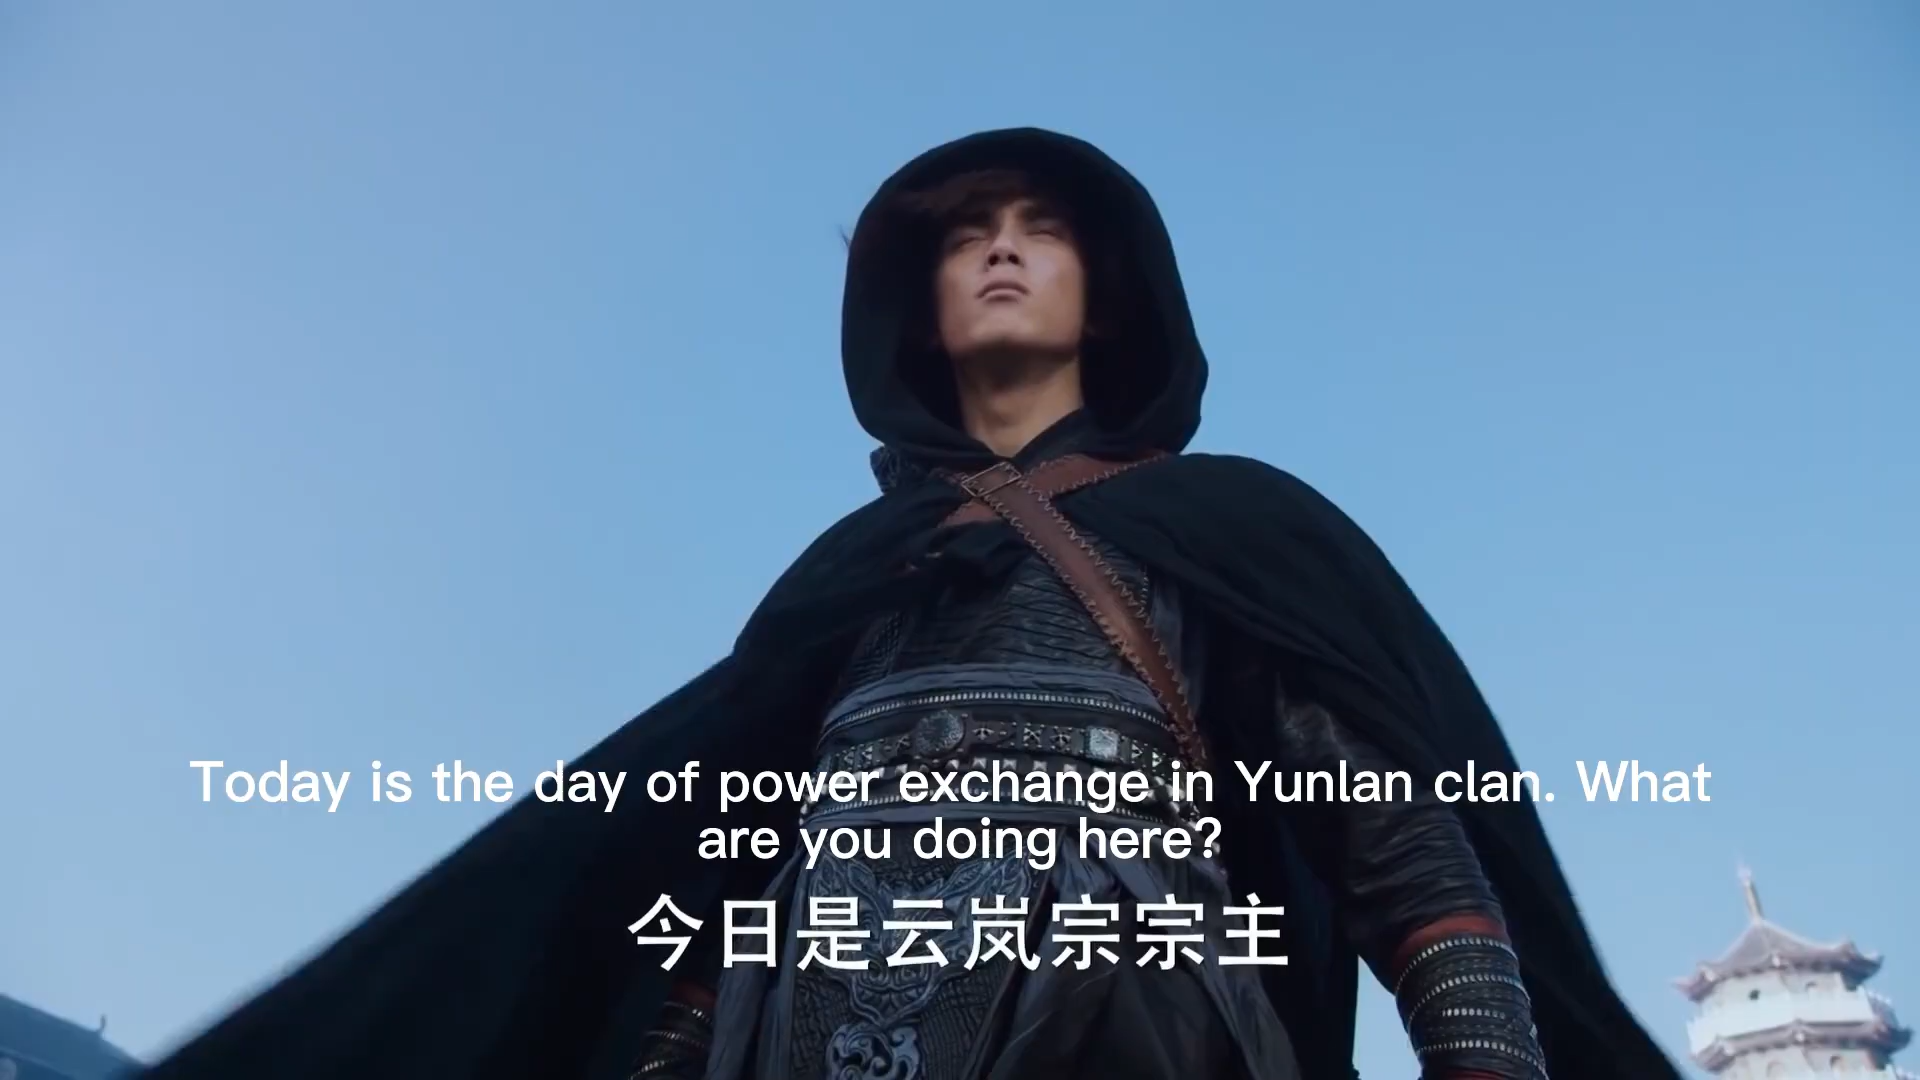 Today is the day of power exchange in Yunlan clan. What
are you doing here?
今日是云岚宗宗主